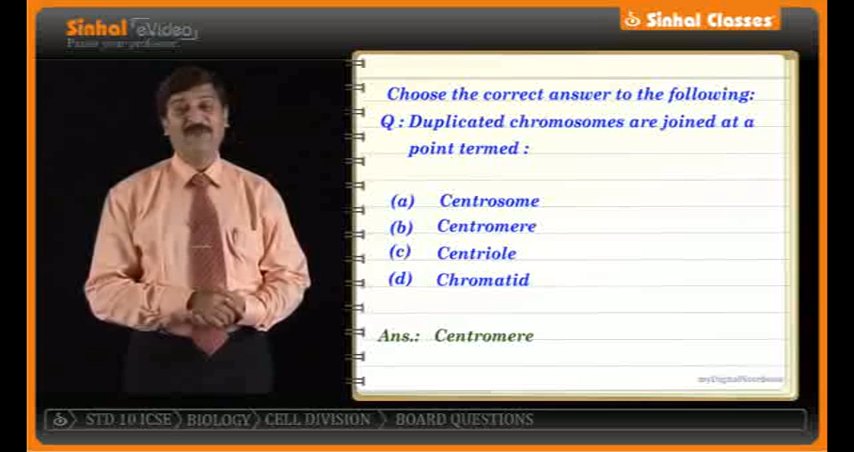 Sinhal eVideo
Sinhal Classes
Choose the correct answer to the following:
Q : Duplicated chromosomes are joined at a
point termed :
(a) Centrosome
(b) Centromere
(c) Centriole
(d) Chromatid
Ans.: Centromere
STD 10 ICSE BIOLOGY CELL DIVISION BOARD QUESTIONS